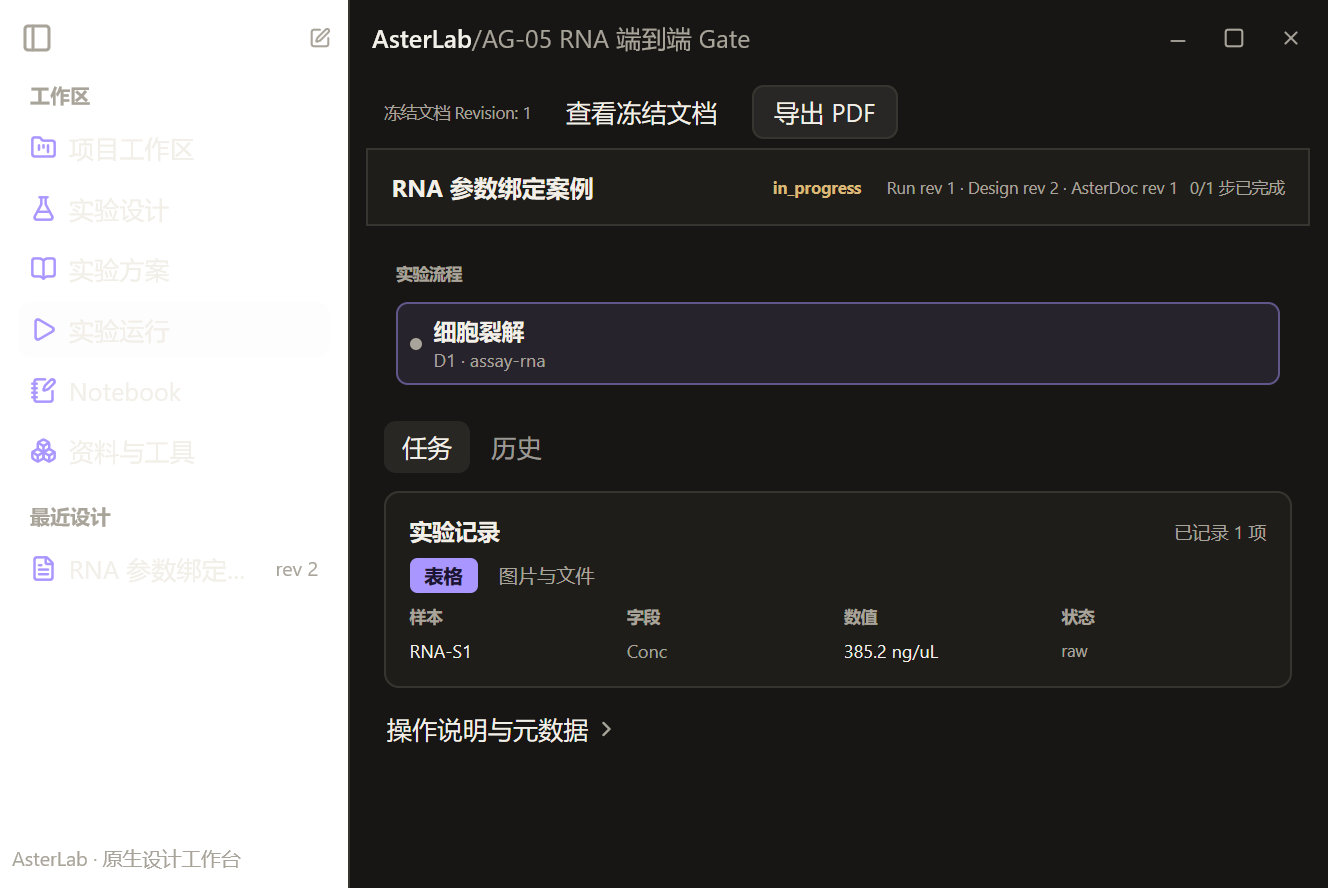 工作区
项目工作区
实验设计
实验方案
实验运行
Notebook
资料与工具
最近设计
RNA 参数绑定... rev 2
AsterLab · 原生设计工作台
AsterLab/AG-05 RNA 端到端 Gate
冻结文档 Revision: 1 查看冻结文档 导出 PDF
RNA 参数绑定案例 in_progress Run rev 1 · Design rev 2 · AsterDoc rev 1 0/1 步已完成
实验流程
细胞裂解
D1 · assay-rna
任务 历史
实验记录 已记录 1 项
表格 图片与文件
样本 字段 数值 状态
RNA-S1 Conc 385.2 ng/uL raw
操作说明与元数据